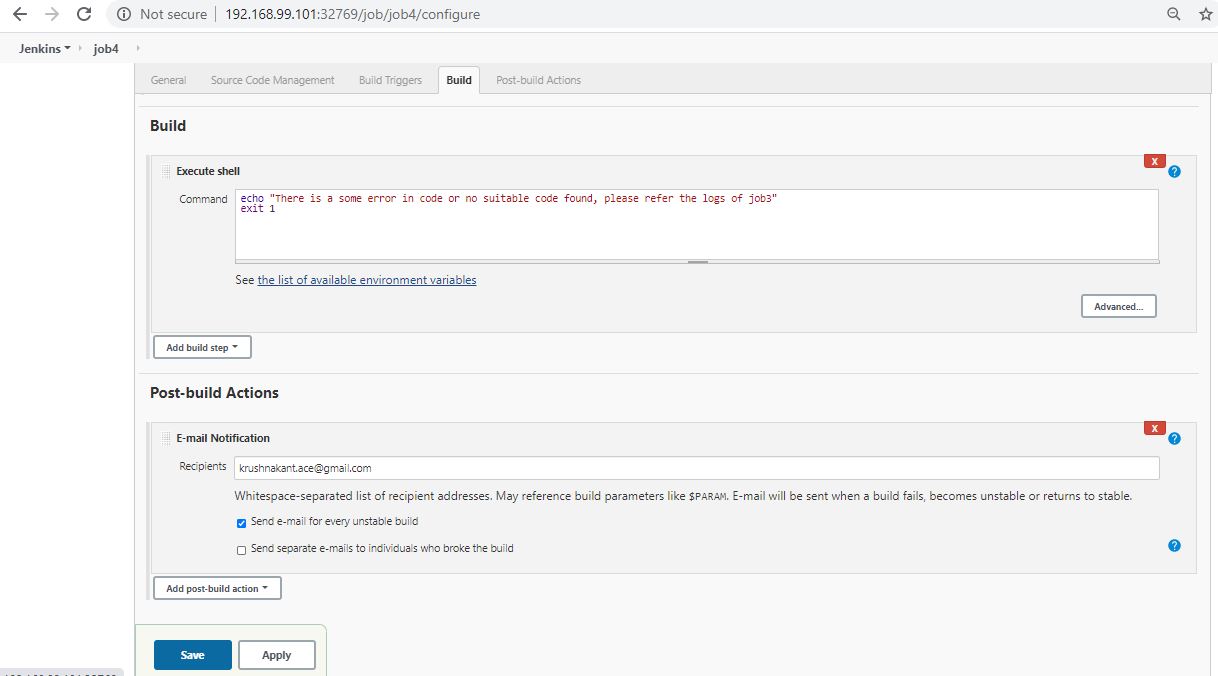 Not secure | 192.168.99.101:32769/job/job4/configure
Jenkins job4
General Source Code Management Build Triggers Build Post-build Actions
Build
X
Execute shell ?
Command echo "There is a some error in code or no suitable code found, please refer the logs of job3"
exit 1
See the list of available environment variables
Advanced...
Add build step
Post-build Actions
X
E-mail Notification ?
Recipients krushnakant.ace@gmail.com
Whitespace-separated list of recipient addresses. May reference build parameters like $PARAM. E-mail will be sent when a build fails, becomes unstable or returns to stable.
Send e-mail for every unstable build
Send separate e-mails to individuals who broke the build ?
Add post-build action
Save Apply